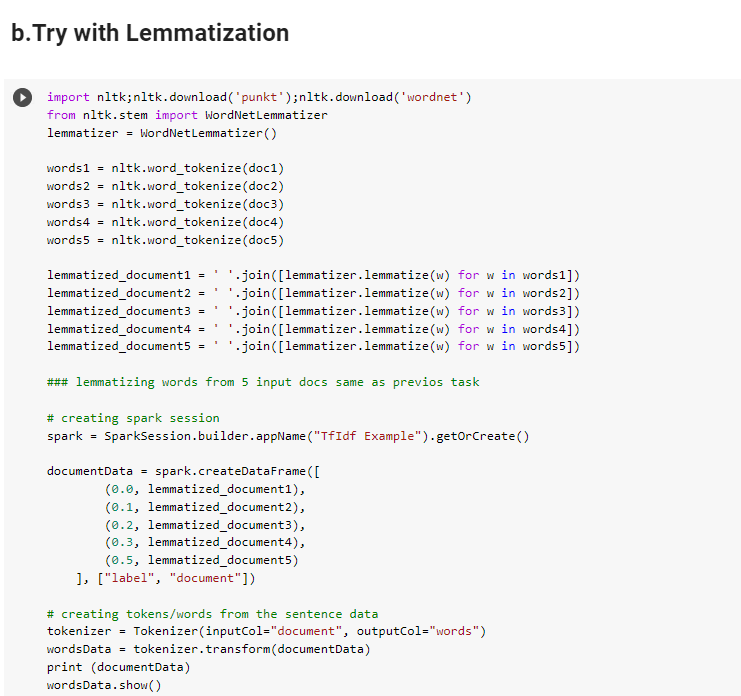 b.Try with Lemmatization
import nltk;nltk.download('punkt');nltk.download('wordnet')
from nltk.stem import WordNetLemmatizer
lemmatizer = WordNetLemmatizer()
words1 = nltk.word_tokenize(doc1)
words2 = nltk.word_tokenize(doc2)
words3 = nltk.word_tokenize(doc3)
words4 = nltk.word_tokenize(doc4)
words5 = nltk.word_tokenize(doc5)
lemmatized_document1 = ' '.join([lemmatizer.lemmatize(w) for w in words1])
lemmatized_document2 = ' '.join([lemmatizer.lemmatize(w) for w in words2])
lemmatized_document3 = ' '.join([lemmatizer.lemmatize(w) for w in words3])
lemmatized_document4 = ' '.join([lemmatizer.lemmatize(w) for w in words4])
lemmatized_document5 = ' '.join([lemmatizer.lemmatize(w) for w in words5])
### lemmatizing words from 5 input docs same as previos task
# creating spark session
spark = SparkSession.builder.appName("TfIdf Example").getOrCreate()
documentData = spark.createDataFrame([
(0.0, lemmatized_document1),
(0.1, lemmatized_document2),
(0.2, lemmatized_document3),
(0.3, lemmatized_document4),
(0.5, lemmatized_document5)
], ["label", "document"])
# creating tokens/words from the sentence data
tokenizer = Tokenizer(inputCol="document", outputCol="words")
wordsData = tokenizer.transform(documentData)
print (documentData)
wordsData.show()